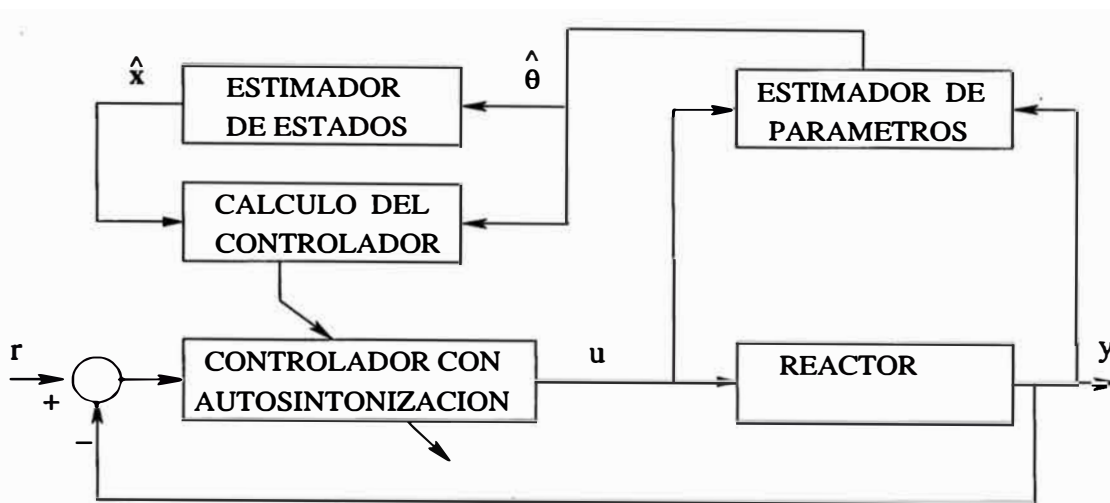 x̂
ESTIMADOR
DE ESTADOS
θ̂
ESTIMADOR DE
PARAMETROS
CALCULO DEL
CONTROLADOR
r
+
−
CONTROLADOR CON
AUTOSINTONIZACION
u
REACTOR
y